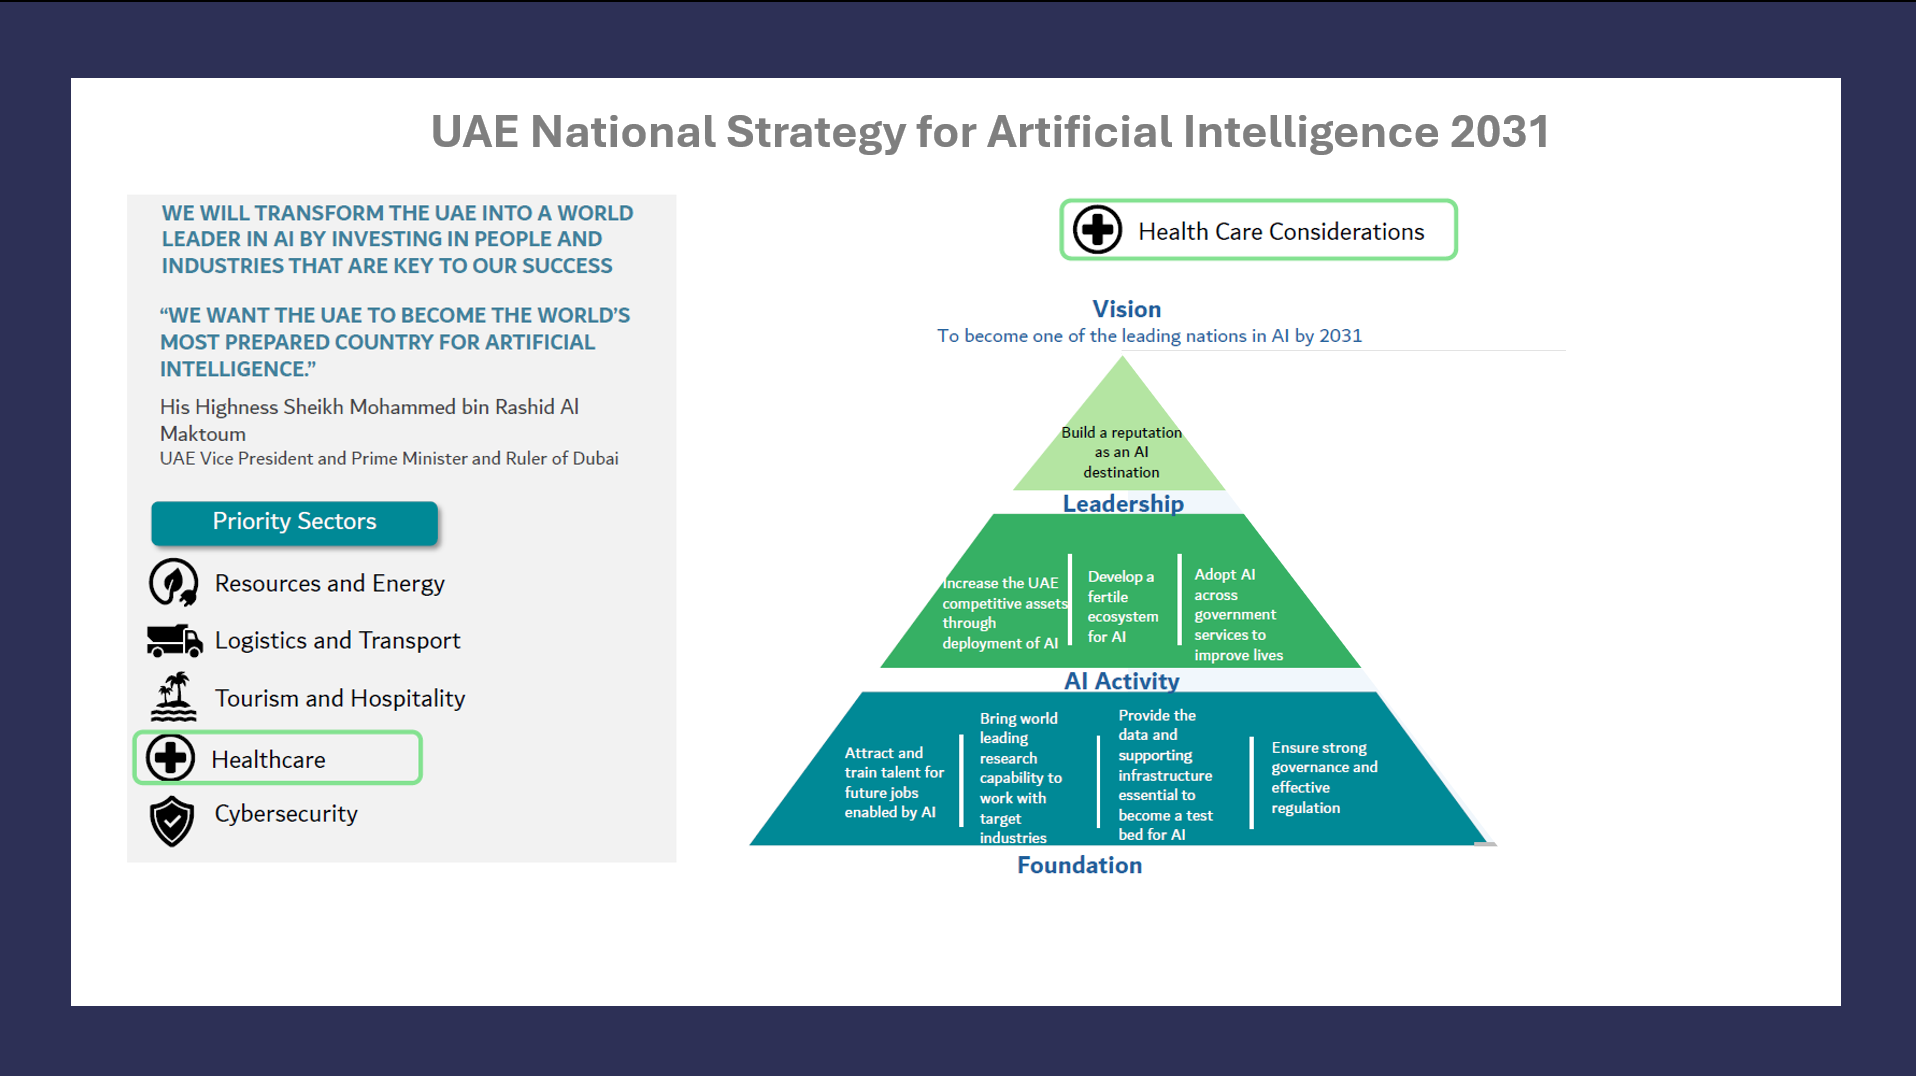 UAE National Strategy for Artificial Intelligence 2031
WE WILL TRANSFORM THE UAE INTO A WORLD
LEADER IN AI BY INVESTING IN PEOPLE AND
INDUSTRIES THAT ARE KEY TO OUR SUCCESS
“WE WANT THE UAE TO BECOME THE WORLD’S
MOST PREPARED COUNTRY FOR ARTIFICIAL
INTELLIGENCE.”
His Highness Sheikh Mohammed bin Rashid Al
Maktoum
UAE Vice President and Prime Minister and Ruler of Dubai
Priority Sectors
Resources and Energy
Logistics and Transport
Tourism and Hospitality
Healthcare
Cybersecurity
Health Care Considerations
Vision
To become one of the leading nations in AI by 2031
Build a reputation
as an AI
destination
Leadership
Increase the UAE
competitive assets
through
deployment of AI
Develop a
fertile
ecosystem
for AI
Adopt AI
across
government
services to
improve lives
AI Activity
Attract and
train talent for
future jobs
enabled by AI
Bring world
leading
research
capability to
work with
target
industries
Provide the
data and
supporting
infrastructure
essential to
become a test
bed for AI
Ensure strong
governance and
effective
regulation
Foundation